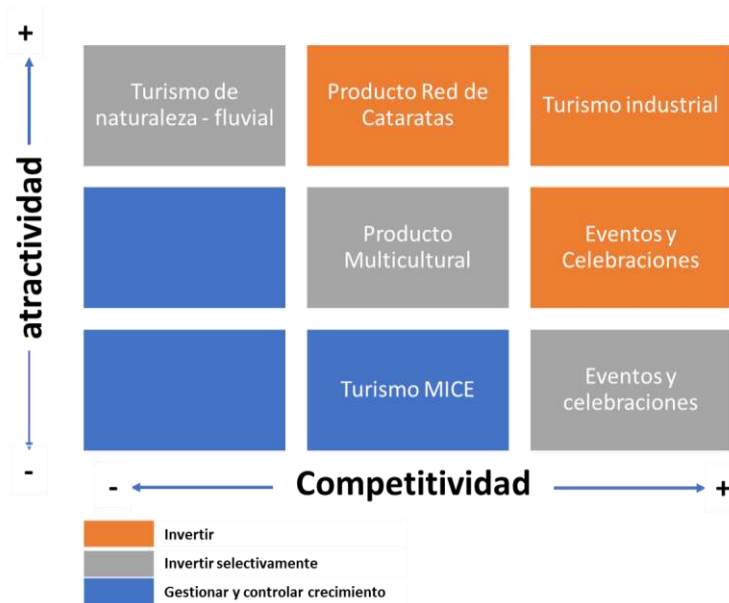 +
Turismo de
naturaleza - fluvial
Producto Red de
Cataratas
Turismo industrial
atractividad
Producto
Multicultural
Eventos y
Celebraciones
Turismo MICE
Eventos y
celebraciones
-
- Competitividad +
Invertir
Invertir selectivamente
Gestionar y controlar crecimiento